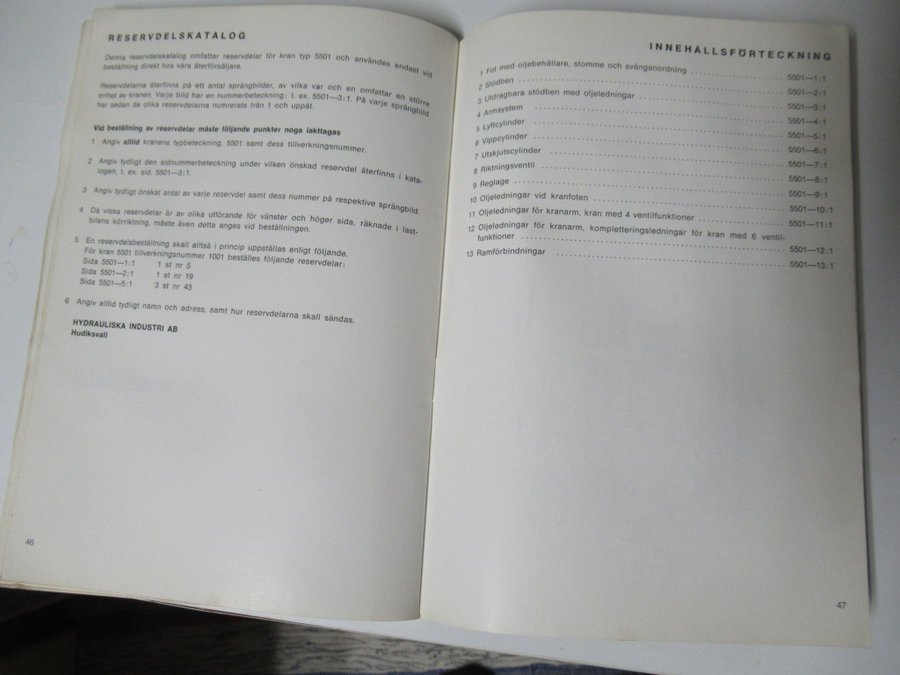 RESERVDELSKATALOG
Denna reservdelskatalog omfattar reservdelar för kran typ 5501 och användes endast vid
beställning direkt hos våra återförsäljare.
Reservdelarna återfinns på ett antal sprängbilder, av vilka var och en omfattar en större
enhet av kranen. Varje bild har en nummerbeteckning: t. ex. 5501—3:1. På varje sprängbild
har sedan de olika reservdelarna numrerats från 1 och uppåt.
Vid beställning av reservdelar måste följande punkter noga iakttagas
1 Angiv alltid kranens typbeteckning, 5501 samt dess tillverkningsnummer.
2 Angiv tydligt den sidnummerbeteckning under vilken önskad reservdel återfinns i kata-
logen, t. ex. sid. 5501—3:1.
3 Angiv tydligt önskat antal av varje reservdel samt dess nummer på respektive sprängbild.
4 Då vissa reservdelar är av olika utförande för vänster och höger sida, räknade i last-
bilens körriktning, måste även detta anges vid beställningen.
5 En reservdelsbeställning skall alltså i princip uppställas enligt följande.
För kran 5501 tillverkningsnummer 1001 beställes följande reservdelar:
Sida 5501—1:1 1 st nr 5
Sida 5501—2:1 1 st nr 19
Sida 5501—5:1 3 st nr 43
6 Angiv alltid tydligt namn och adress, samt hur reservdelarna skall sändas.
HYDRAULISKA INDUSTRI AB
Hudiksvall
46
INNEHÅLLSFÖRTECKNING
1 Fot med oljebehållare, stomme och svänganordning 5501—1:1
2 Stödben 5501—2:1
3 Utdragbara stödben med oljeledningar 5501—3:1
4 Armsystem 5501—4:1
5 Lyftcylinder 5501—5:1
6 Vippcylinder 5501—6:1
7 Utskjutscylinder 5501—7:1
8 Riktningsventil 5501—8:1
9 Reglage 5501—9:1
10 Oljeledningar vid kranfoten 5501—10:1
11 Oljeledningar för kranarm, kran med 4 ventilfunktioner 5501—11:1
12 Oljeledningar för kranarm, kompletteringsledningar för kran med 6 ventil-
funktioner 5501—12:1
13 Ramförbindningar 5501—13:1
47